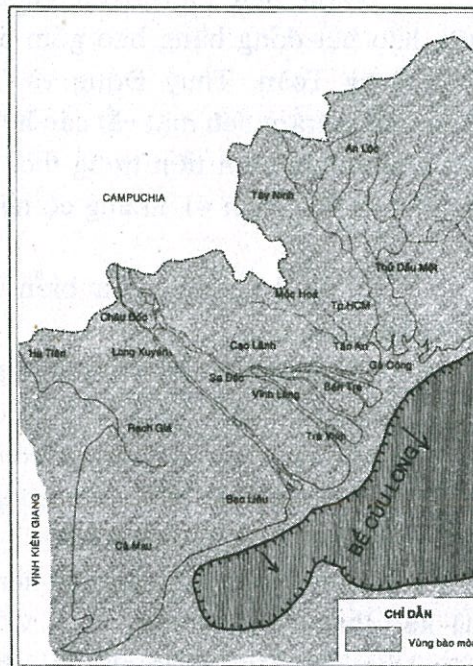 An Lộc
CAMPUCHIA
Tây Ninh
Thủ Dầu Một
Mộc Hoá
Tp.HCM
Châu Đốc
Hà Tiên
Long Xuyên
Cao Lãnh
Tân An
Gò Công
Sa Đéc
Bến Tre
Vĩnh Long
Rạch Giá
Trà Vinh
Bạc Liêu
BỂ CỬU LONG
VỊNH KIÊN GIANG
Cà Mau
CHỈ DẪN
Vùng bào mòn